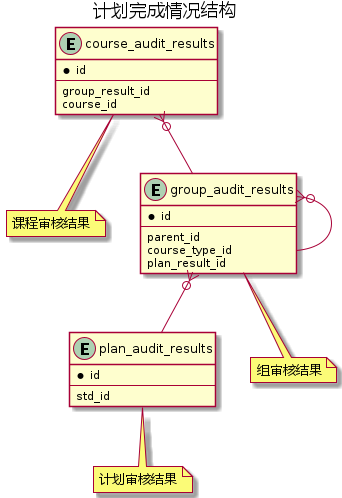 计划完成情况结构
E course_audit_results
id
group_result_id
course_id
课程审核结果
E group_audit_results
id
parent_id
course_type_id
plan_result_id
E plan_audit_results
id
std_id
组审核结果
计划审核结果